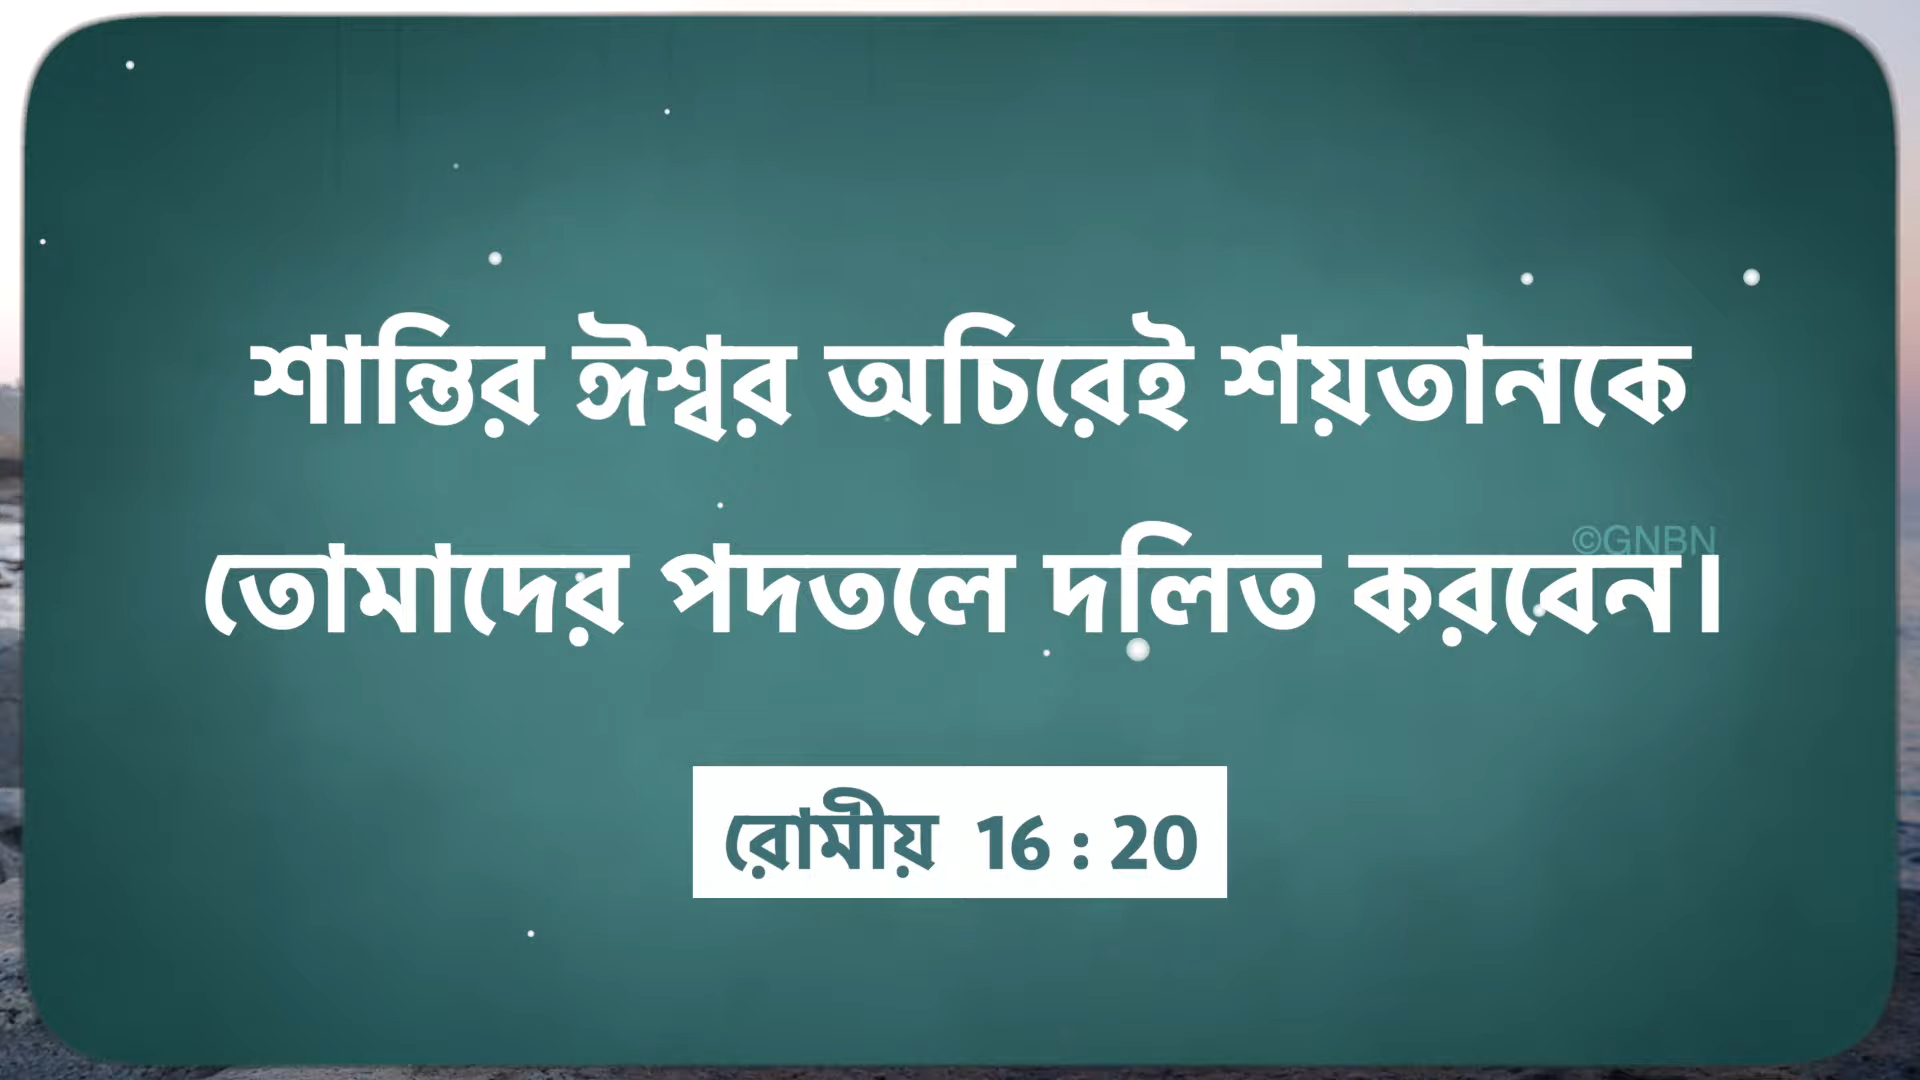 শান্তির ঈশ্বর অচিরেই শয়তানকে
©GNBN
তোমাদের পদতলে দলিত করবেন।
রোমীয় 16 : 20